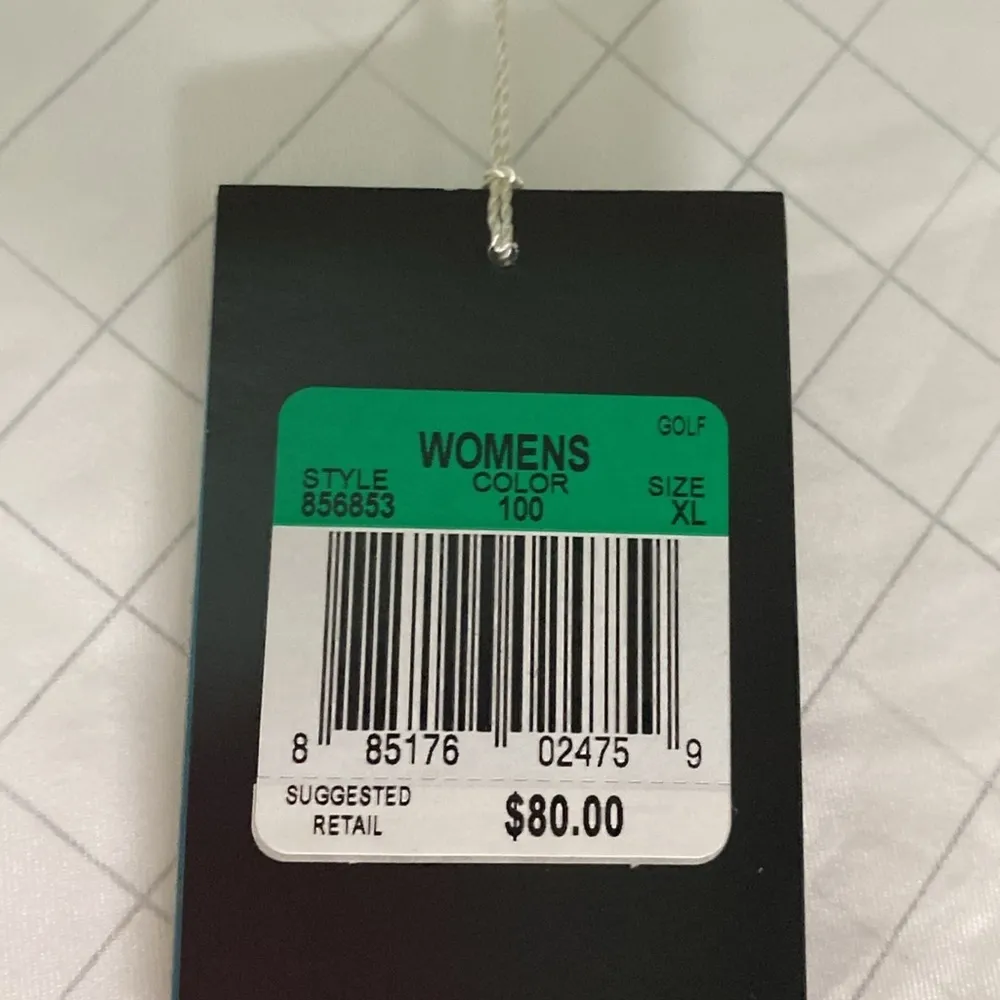 GOLF
WOMENS
STYLE COLOR SIZE
856853 100 XL
8 85176 02475 9
SUGGESTED RETAIL $80.00